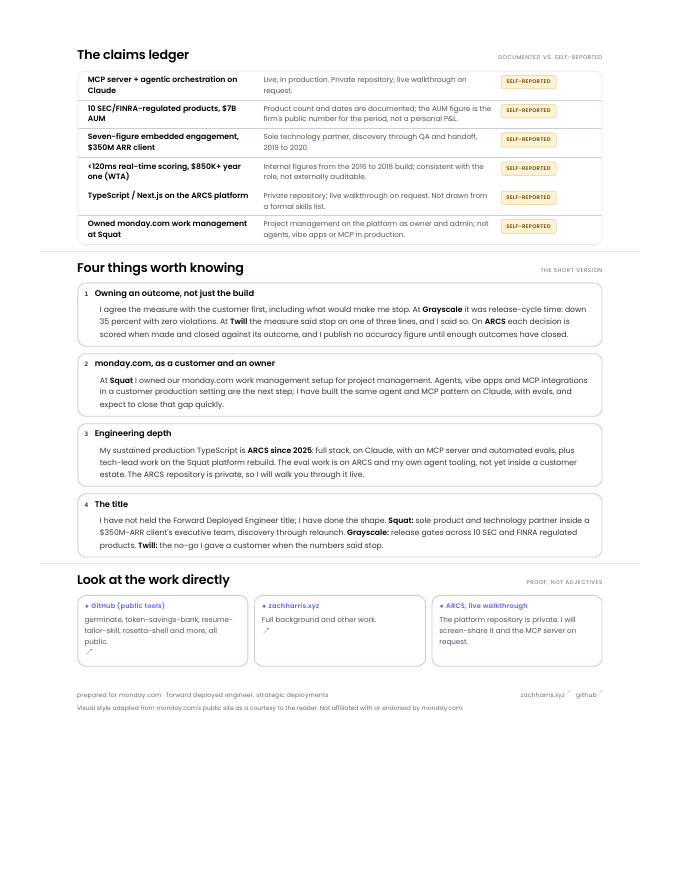 The claims ledger
DOCUMENTED VS. SELF-REPORTED
MCP server + agentic orchestration on
Claude
Live, in production. Private repository; live walkthrough on
request.
SELF-REPORTED
10 SEC/FINRA-regulated products, $7B
AUM
Product count and dates are documented; the AUM figure is the
firm's public number for the period, not a personal P&L.
SELF-REPORTED
Seven-figure embedded engagement,
$350M ARR client
Sole technology partner, discovery through QA and handoff,
2019 to 2020.
SELF-REPORTED
<120ms real-time scoring, $850K+ year
one (WTA)
Internal figures from the 2016 to 2018 build; consistent with the
role, not externally auditable.
SELF-REPORTED
TypeScript / Next.js on the ARCS platform
Private repository; live walkthrough on request. Not drawn from
a formal skills list.
SELF-REPORTED
Owned monday.com work management
at Squat
Project management on the platform as owner and admin; not
agents, vibe apps or MCP in production.
SELF-REPORTED
Four things worth knowing
THE SHORT VERSION
1 Owning an outcome, not just the build
I agree the measure with the customer first, including what would make me stop. At Grayscale it was release-cycle time: down
35 percent with zero violations. At Twill the measure said stop on one of three lines, and I said so. On ARCS each decision is
scored when made and closed against its outcome, and I publish no accuracy figure until enough outcomes have closed.
2 monday.com, as a customer and an owner
At Squat I owned our monday.com work management setup for project management. Agents, vibe apps and MCP integrations
in a customer production setting are the next step; I have built the same agent and MCP pattern on Claude, with evals, and
expect to close that gap quickly.
3 Engineering depth
My sustained production TypeScript is ARCS since 2025: full stack, on Claude, with an MCP server and automated evals, plus
tech-lead work on the Squat platform rebuild. The eval work is on ARCS and my own agent tooling, not yet inside a customer
estate. The ARCS repository is private, so I will walk you through it live.
4 The title
I have not held the Forward Deployed Engineer title; I have done the shape. Squat: sole product and technology partner inside a
$350M-ARR client's executive team, discovery through relaunch. Grayscale: release gates across 10 SEC and FINRA regulated
products. Twill: the no-go I gave a customer when the numbers said stop.
Look at the work directly
PROOF, NOT ADJECTIVES
GitHub (public tools)
germinate, token-savings-bank, resume-
tailor-skill, rosetta-shell and more, all
public.
↗
zachharris.xyz
Full background and other work.
↗
ARCS, live walkthrough
The platform repository is private. I will
screen-share it and the MCP server on
request.
prepared for monday.com · forward deployed engineer, strategic deployments
zachharris.xyz ↗ · github ↗
Visual style adapted from monday.com's public site as a courtesy to the reader. Not affiliated with or endorsed by monday.com.